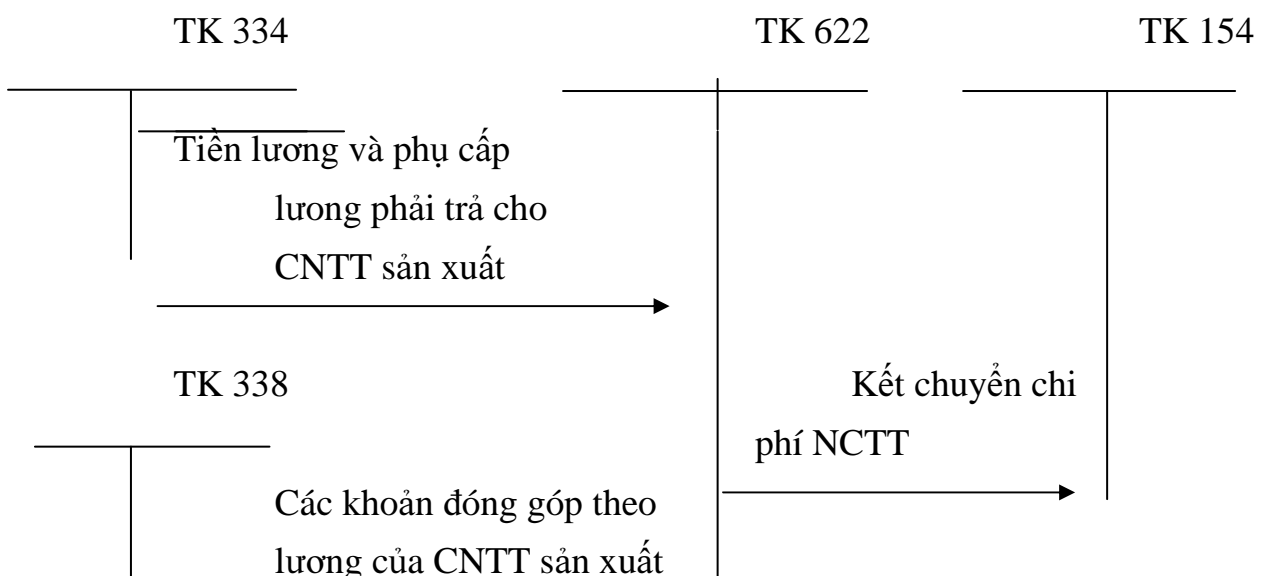 TK 334 TK 622 TK 154
Tiền lương và phụ cấp
lưong phải trả cho
CNTT sản xuất
TK 338
Kết chuyển chi
phí NCTT
Các khoản đóng góp theo
lương của CNTT sản xuất